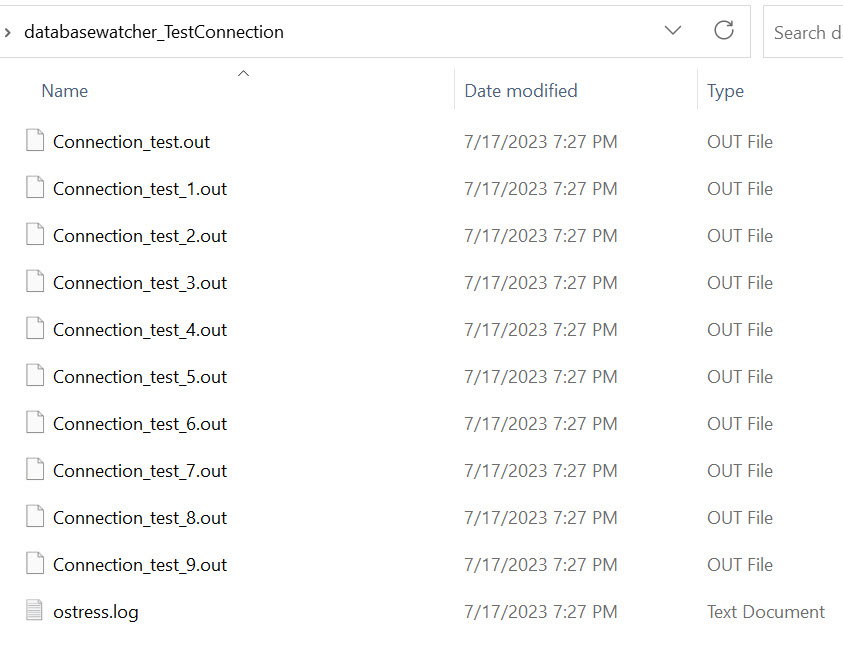 databasewatcher_TestConnection Search d
Name Date modified Type
Connection_test.out 7/17/2023 7:27 PM OUT File
Connection_test_1.out 7/17/2023 7:27 PM OUT File
Connection_test_2.out 7/17/2023 7:27 PM OUT File
Connection_test_3.out 7/17/2023 7:27 PM OUT File
Connection_test_4.out 7/17/2023 7:27 PM OUT File
Connection_test_5.out 7/17/2023 7:27 PM OUT File
Connection_test_6.out 7/17/2023 7:27 PM OUT File
Connection_test_7.out 7/17/2023 7:27 PM OUT File
Connection_test_8.out 7/17/2023 7:27 PM OUT File
Connection_test_9.out 7/17/2023 7:27 PM OUT File
ostress.log 7/17/2023 7:27 PM Text Document